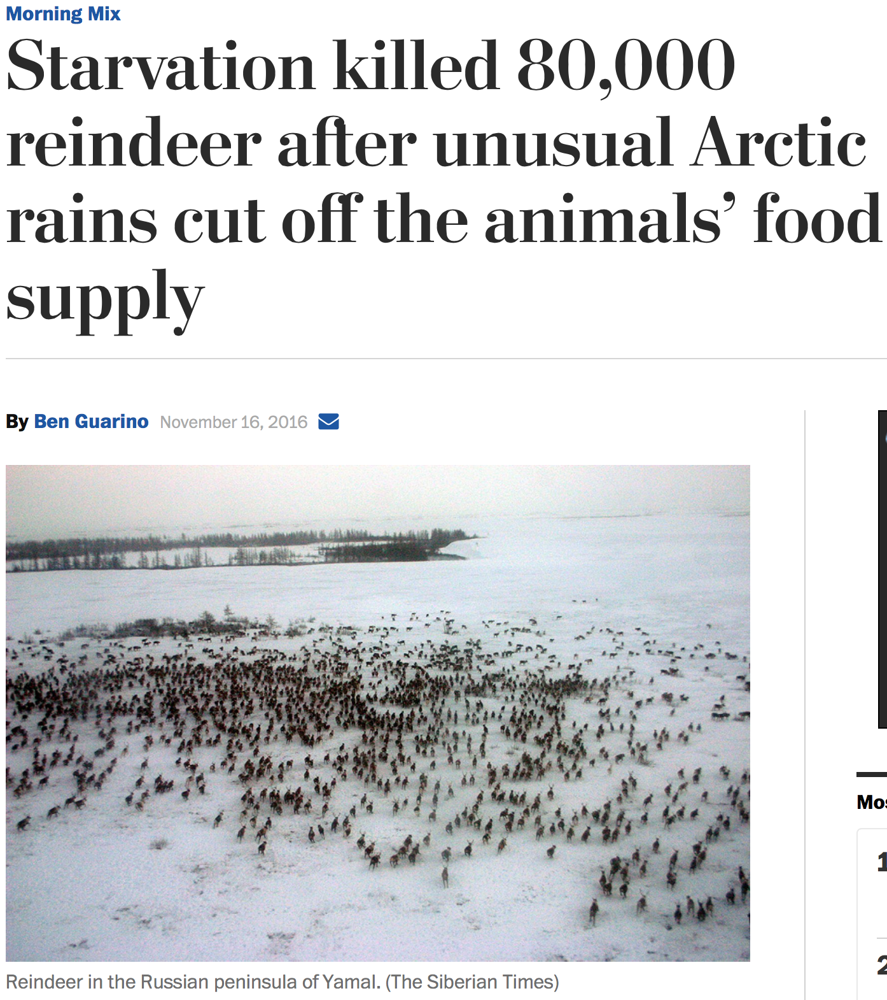 Morning Mix
Starvation killed 80,000
reindeer after unusual Arctic
rains cut off the animals’ food
supply
By Ben Guarino November 16, 2016
Reindeer in the Russian peninsula of Yamal. (The Siberian Times)
1
2